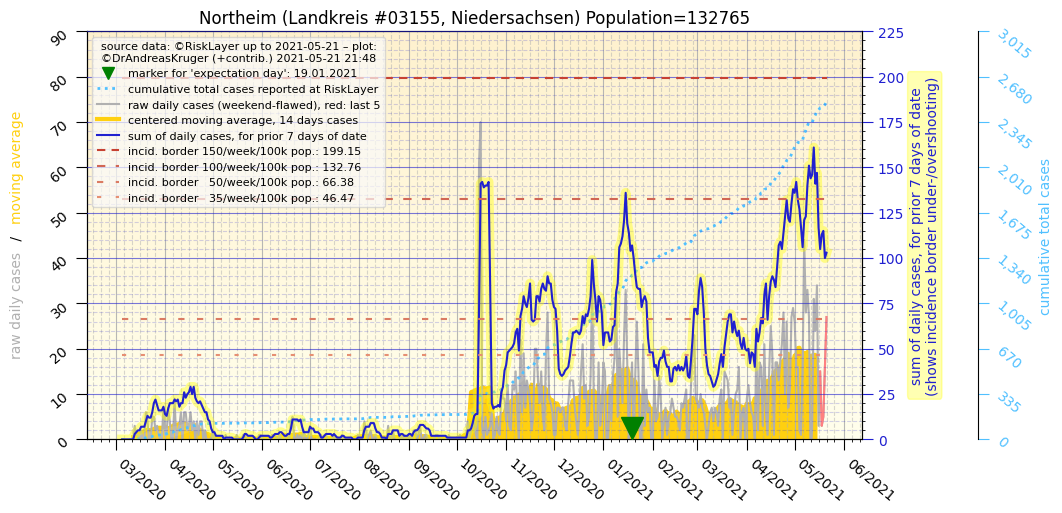 Northeim (Landkreis #03155, Niedersachsen) Population=132765
source data: ©RiskLayer up to 2021-05-21 – plot:
©DrAndreasKruger (+contrib.) 2021-05-21 21:48
marker for 'expectation day': 19.01.2021
cumulative total cases reported at RiskLayer
raw daily cases (weekend-flawed), red: last 5
centered moving average, 14 days cases
sum of daily cases, for prior 7 days of date
incid. border 150/week/100k pop.: 199.15
incid. border 100/week/100k pop.: 132.76
incid. border 50/week/100k pop.: 66.38
incid. border 35/week/100k pop.: 46.47
raw daily cases / moving average
90
80
70
60
50
40
30
20
10
0
03/2020
04/2020
05/2020
06/2020
07/2020
08/2020
09/2020
10/2020
11/2020
12/2020
01/2021
02/2021
03/2021
04/2021
05/2021
06/2021
225
200
175
150
125
100
75
50
25
0
sum of daily cases, for prior 7 days of date
(shows incidence border under-/overshooting)
3,015
2,680
2,345
2,010
1,675
1,340
1,005
670
335
0
cumulative total cases